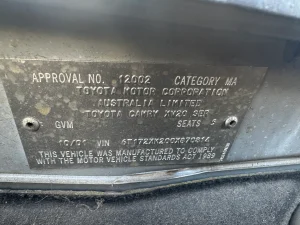 APPROVAL NO. 12002 CATEGORY MA
TOYOTA MOTOR CORPORATION
AUSTRALIA LIMITED
TOYOTA CAMRY XV20 SER
GVM SEATS 5
10/01 VIN
THIS VEHICLE WAS MANUFACTURED TO COMPLY
WITH THE MOTOR VEHICLE STANDARDS ACT 1989